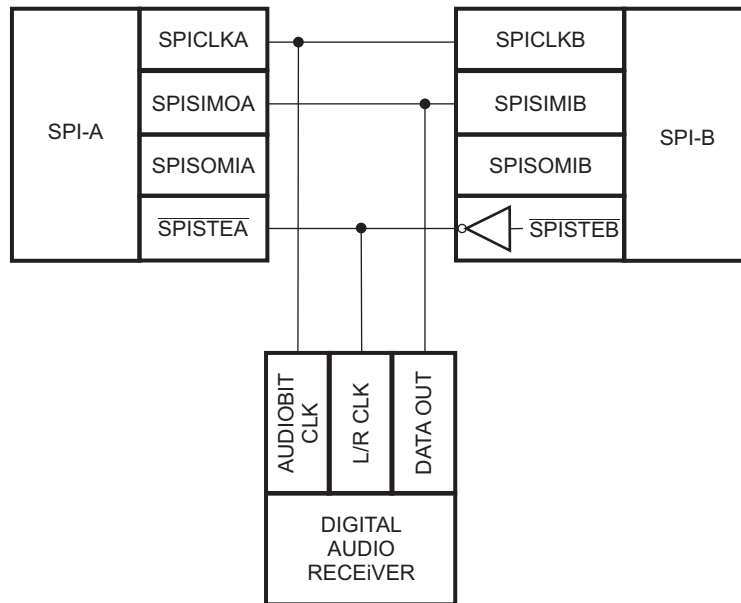 SPI-A
SPICLKA
SPISIMOA
SPISOMIA
SPISTEA
SPICLKB
SPISIMIB
SPISOMIB
SPISTEB
SPI-B
AUDIOBIT
CLK
L/R CLK
DATA OUT
DIGITAL
AUDIO
RECEiVER